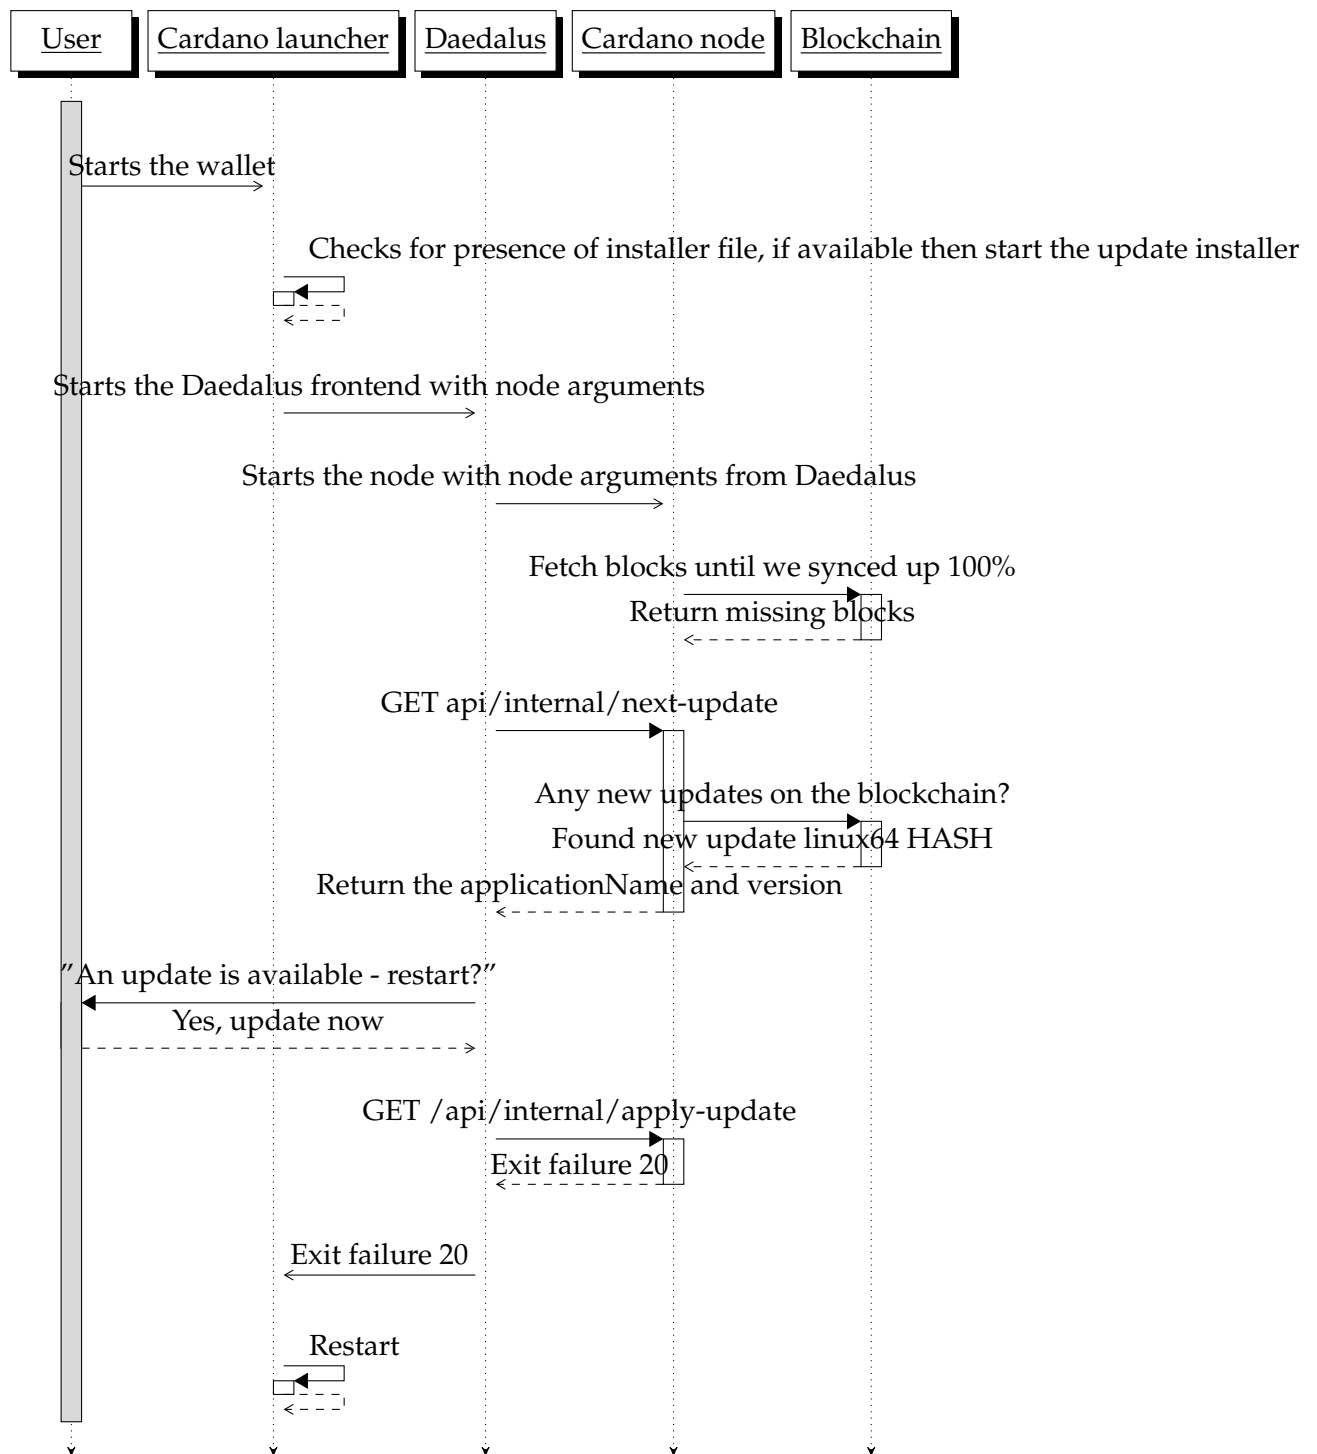 User
Cardano launcher
Daedalus
Cardano node
Blockchain
Starts the wallet
Checks for presence of installer file, if available then start the update installer
Starts the Daedalus frontend with node arguments
Starts the node with node arguments from Daedalus
Fetch blocks until we synced up 100%
Return missing blocks
GET api/internal/next-update
Any new updates on the blockchain?
Found new update linux64 HASH
Return the applicationName and version
”An update is available - restart?”
Yes, update now
GET /api/internal/apply-update
Exit failure 20
Exit failure 20
Restart